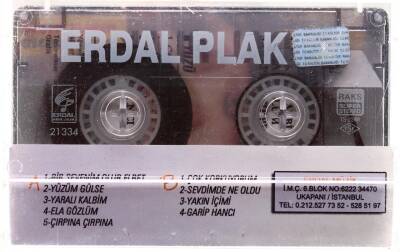 ERDAL PLAK
ERDAL
21334
RAKS
A
1-BİR SEVENİM OLUR ELBET
2-YÜZÜM GÜLSE
3-YARALI KALBİM
4-ELA GÖZLÜM
5-ÇIRPINA ÇIRPINA
B
1-ÇOK KORKUYORUM
2-SEVDİMDE NE OLDU
3-YAKIN İÇİMİ
4-GARİP HANCI
İ.M.Ç. 6.BLOK NO:6222 34470
UKAPANI / İSTANBUL
TEL: 0.212.527 73 52 - 528 51 97